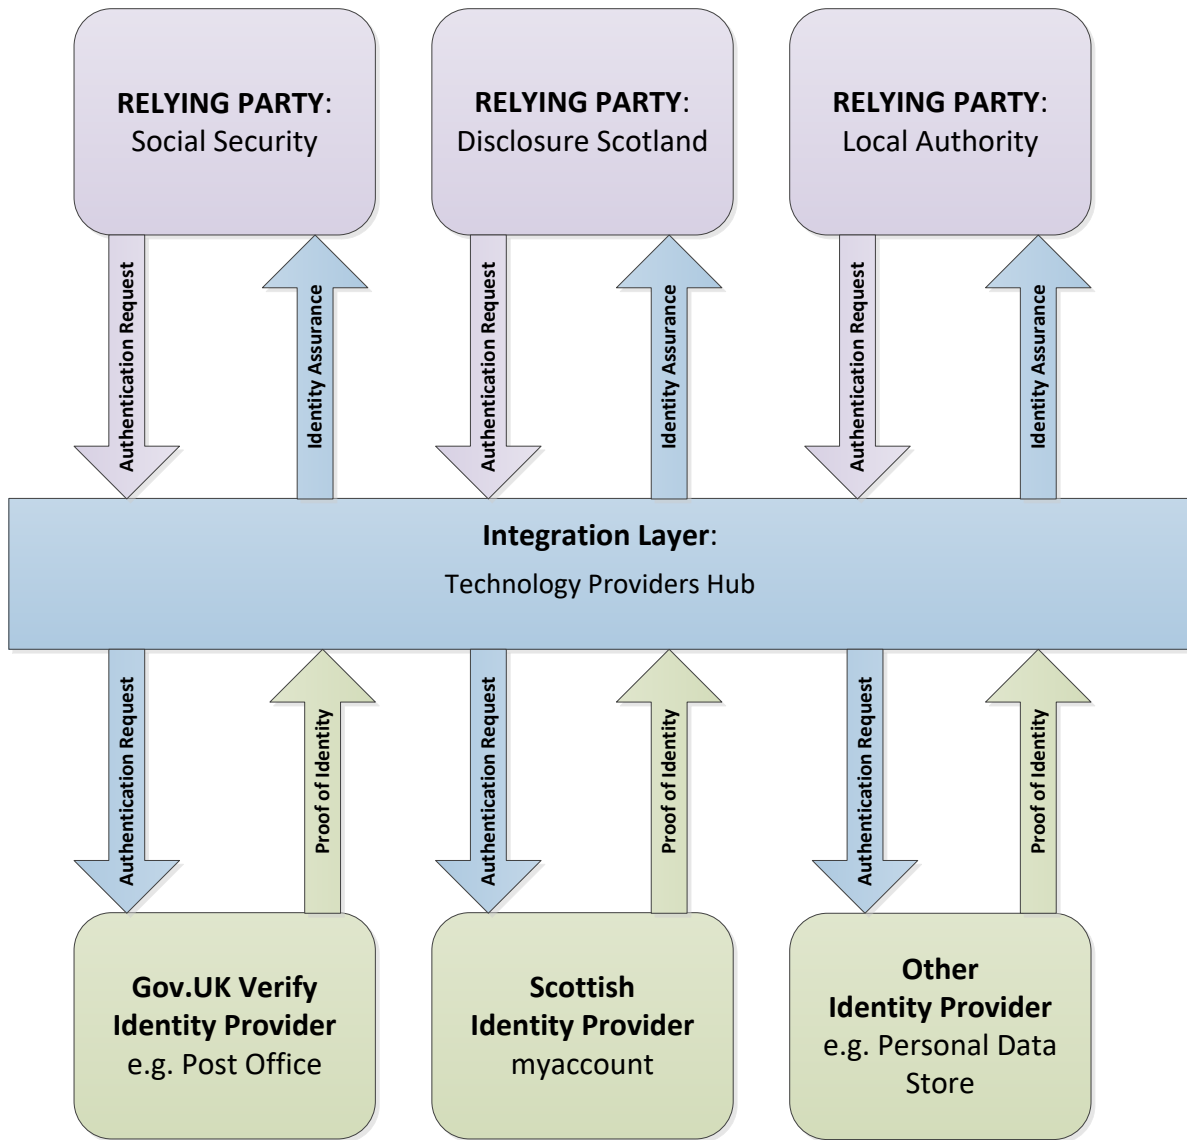 RELYING PARTY:
Social Security
RELYING PARTY:
Disclosure Scotland
RELYING PARTY:
Local Authority
Authentication Request
Identity Assurance
Authentication Request
Identity Assurance
Authentication Request
Identity Assurance
Integration Layer:
Technology Providers Hub
Authentication Request
Proof of Identity
Authentication Request
Proof of Identity
Authentication Request
Proof of Identity
Gov.UK Verify
Identity Provider
e.g. Post Office
Scottish
Identity Provider
myaccount
Other
Identity Provider
e.g. Personal Data
Store